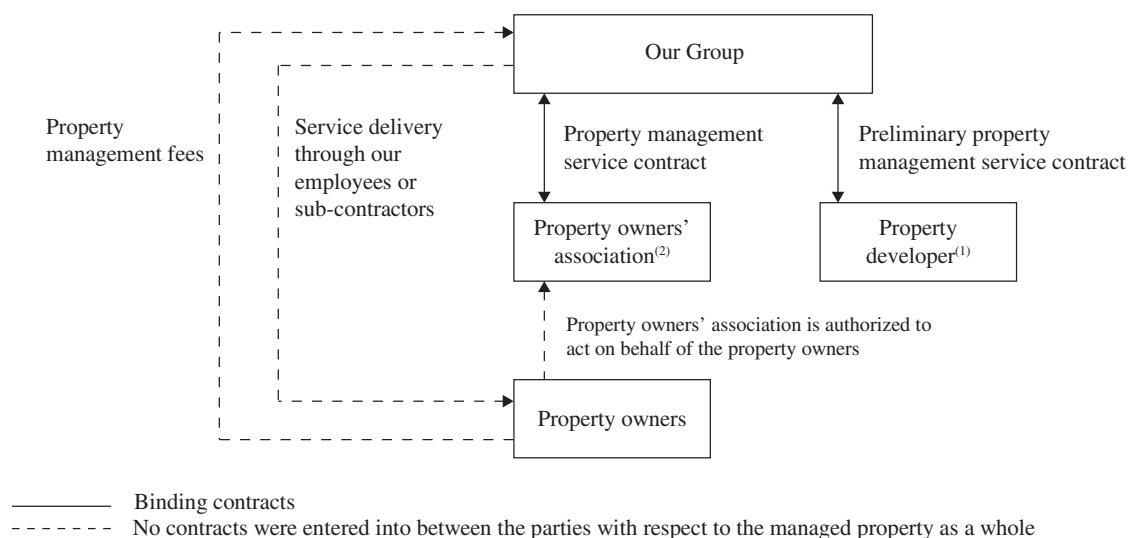 Our Group
Property
management fees
Service delivery
through our
employees or
sub-contractors
Property management
service contract
Preliminary property
management service contract
Property owners’
association(2)
Property
developer(1)
Property owners’ association is authorized to
act on behalf of the property owners
Property owners
Binding contracts
No contracts were entered into between the parties with respect to the managed property as a whole